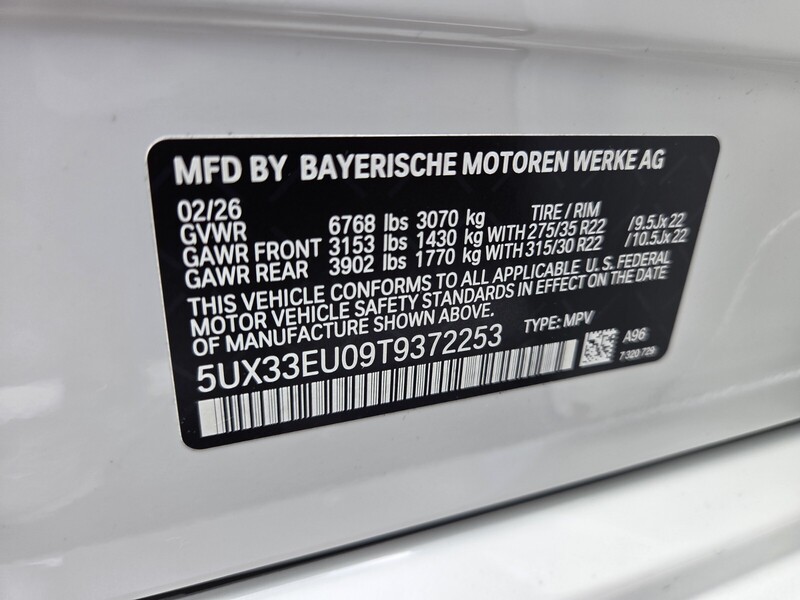 MFD BY BAYERISCHE MOTOREN WERKE AG
02/26 TIRE / RIM
GVWR 6768 lbs 3070 kg
GAWR FRONT 3153 lbs 1430 kg WITH 275/35 R22 /9.5Jx22
GAWR REAR 3902 lbs 1770 kg WITH 315/30 R22 /10.5Jx22
THIS VEHICLE CONFORMS TO ALL APPLICABLE U.S. FEDERAL
MOTOR VEHICLE SAFETY STANDARDS IN EFFECT ON THE DATE
OF MANUFACTURE SHOWN ABOVE.
TYPE: MPV
5UX33EU09T9372253
A96
7 320 729